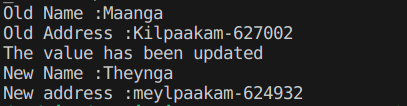 Old Name :Maanga
Old Address :Kilpaakam-627002
The value has been updated
New Name :Theynga
New address :meylpaakam-624932